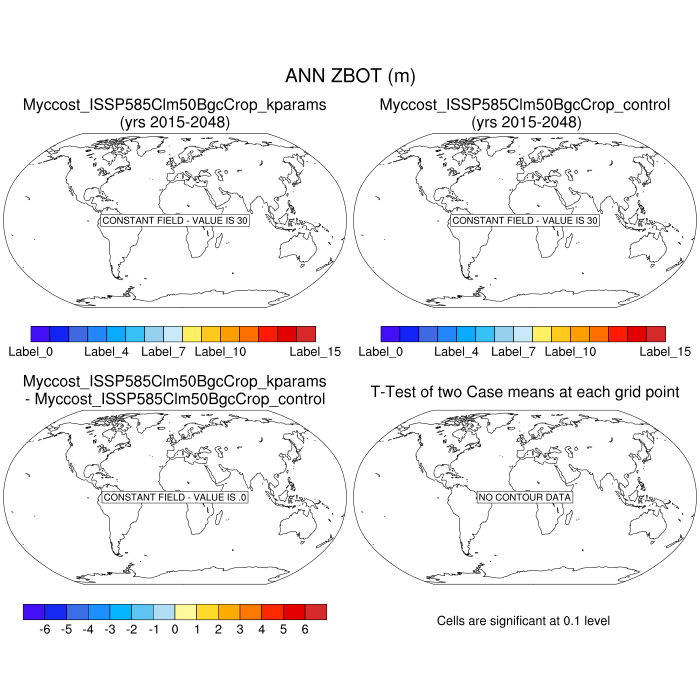 ANN ZBOT (m)
Myccost_ISSP585Clm50BgcCrop_kparams
(yrs 2015-2048)
Myccost_ISSP585Clm50BgcCrop_control
(yrs 2015-2048)
CONSTANT FIELD - VALUE IS 30
CONSTANT FIELD - VALUE IS 30
Label_0 Label_4 Label_7 Label_10 Label_15
Label_0 Label_4 Label_7 Label_10 Label_15
Myccost_ISSP585Clm50BgcCrop_kparams
- Myccost_ISSP585Clm50BgcCrop_control
T-Test of two Case means at each grid point
CONSTANT FIELD - VALUE IS .0
NO CONTOUR DATA
-6 -5 -4 -3 -2 -1 0 1 2 3 4 5 6
Cells are significant at 0.1 level